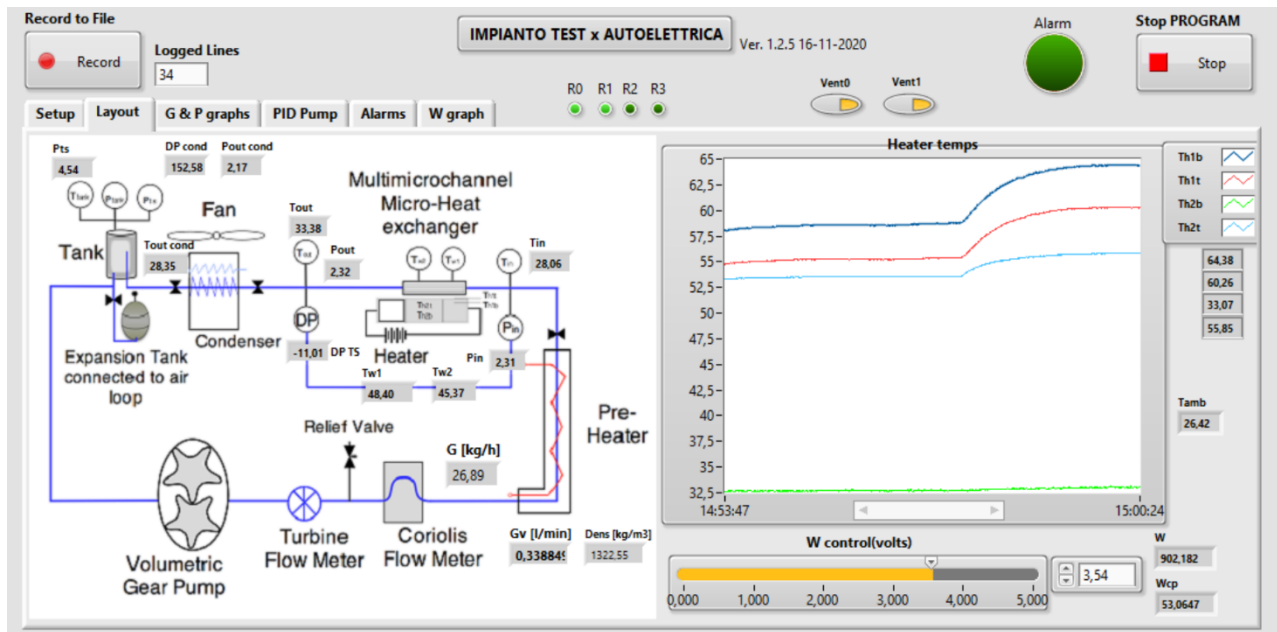 Record to File
Record
Logged Lines
34
IMPIANTO TEST x AUTOELETTRICA
Ver. 1.2.5 16-11-2020
R0 R1 R2 R3
Vent0 Vent1
Alarm
Stop PROGRAM
Stop
Setup Layout G & P graphs PID Pump Alarms W graph
Pts
4,54
DP cond
152,58
Pout cond
2,17
Tank
Tout cond
28,35
Fan
Condenser
Expansion Tank
connected to air
loop
Tout
33,38
Pout
2,32
DP
-11,01 DP TS
Multimicrochannel
Micro-Heat
exchanger
Tin
28,06
Heater
Pin
Pin
2,31
Tw1
48,40
Tw2
45,37
Pre-
Heater
Relief Valve
G [kg/h]
26,89
Volumetric
Gear Pump
Turbine
Flow Meter
Coriolis
Flow Meter
Gv [l/min]
0,338849
Dens [kg/m3]
1322,55
Heater temps
65-
62,5-
60-
57,5-
55-
52,5-
50-
47,5-
45-
42,5-
40-
37,5-
35-
32,5-
14:53:47 15:00:24
Th1b
Th1t
Th2b
Th2t
64,38
60,26
33,07
55,85
Tamb
26,42
W control(volts)
0,000 1,000 2,000 3,000 4,000 5,000
3,54
W
902,182
Wcp
53,0647